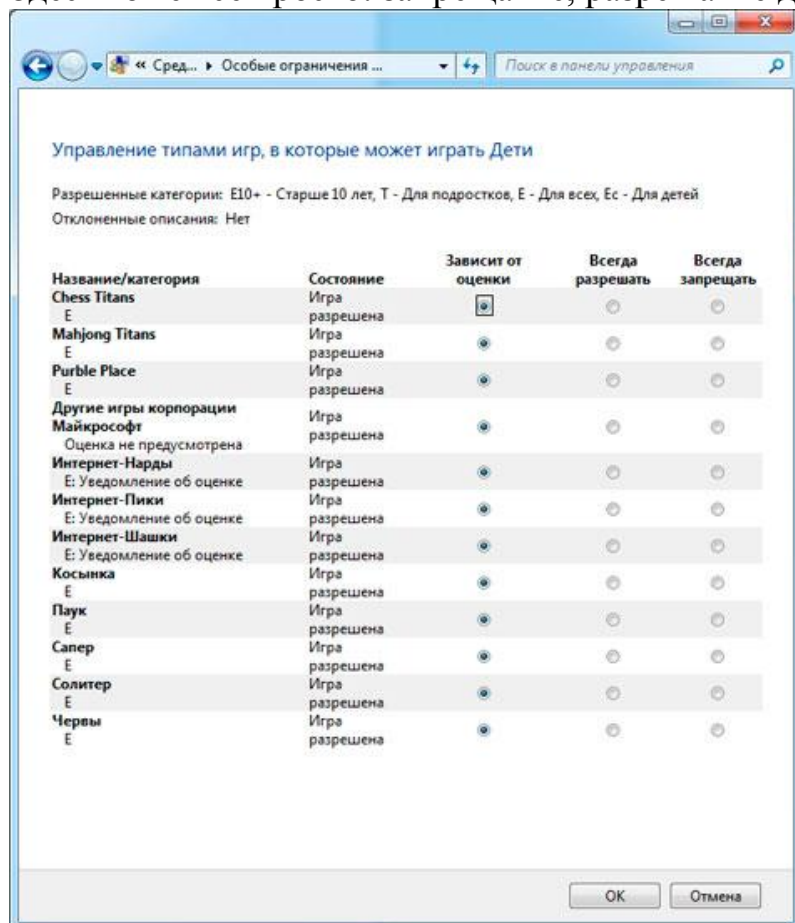 « Сред... ▸ Особые ограничения ...
Поиск в панели управления
Управление типами игр, в которые может играть Дети
Разрешенные категории: E10+ - Старше 10 лет, T - Для подростков, E - Для всех, Ec - Для детей
Отклоненные описания: Нет
Название/категория Состояние Зависит от оценки Всегда разрешать Всегда запрещать
Chess Titans
E
Игра разрешена
Mahjong Titans
E
Игра разрешена
Purble Place
E
Игра разрешена
Другие игры корпорации Майкрософт
Оценка не предусмотрена
Игра разрешена
Интернет-Нарды
E: Уведомление об оценке
Игра разрешена
Интернет-Пики
E: Уведомление об оценке
Игра разрешена
Интернет-Шашки
E: Уведомление об оценке
Игра разрешена
Косынка
E
Игра разрешена
Паук
E
Игра разрешена
Сапер
E
Игра разрешена
Солитер
E
Игра разрешена
Червы
E
Игра разрешена
OK
Отмена